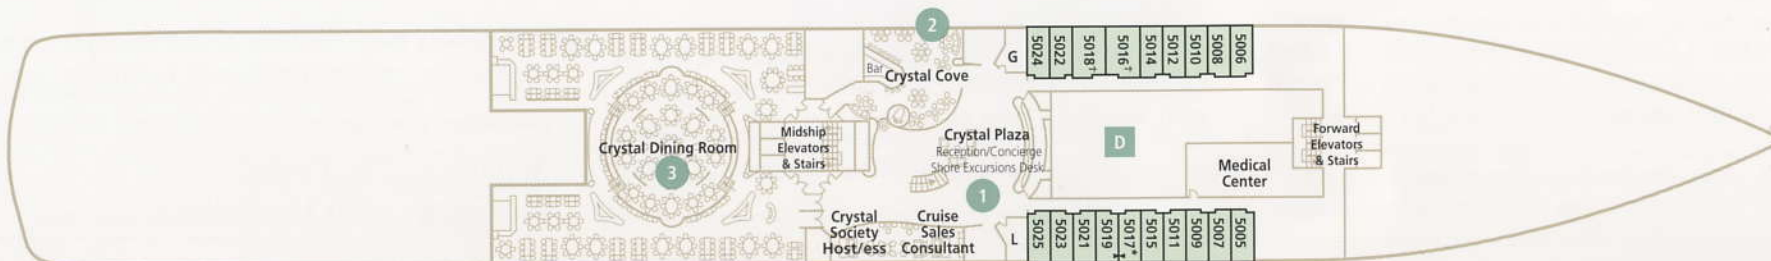 2
Bar
Crystal Cove
G
5024
5022
5018†
5016†
5014
5012
5010
5008
5006
Crystal Dining Room
3
Midship
Elevators
& Stairs
Crystal Plaza
Reception/Concierge
Shore Excursions Desk
1
D
Medical
Center
Forward
Elevators
& Stairs
Crystal
Society
Host/ess
Cruise
Sales
Consultant
L
5025
5023
5021
5019
5017*
5015
5011
5009
5007
5005